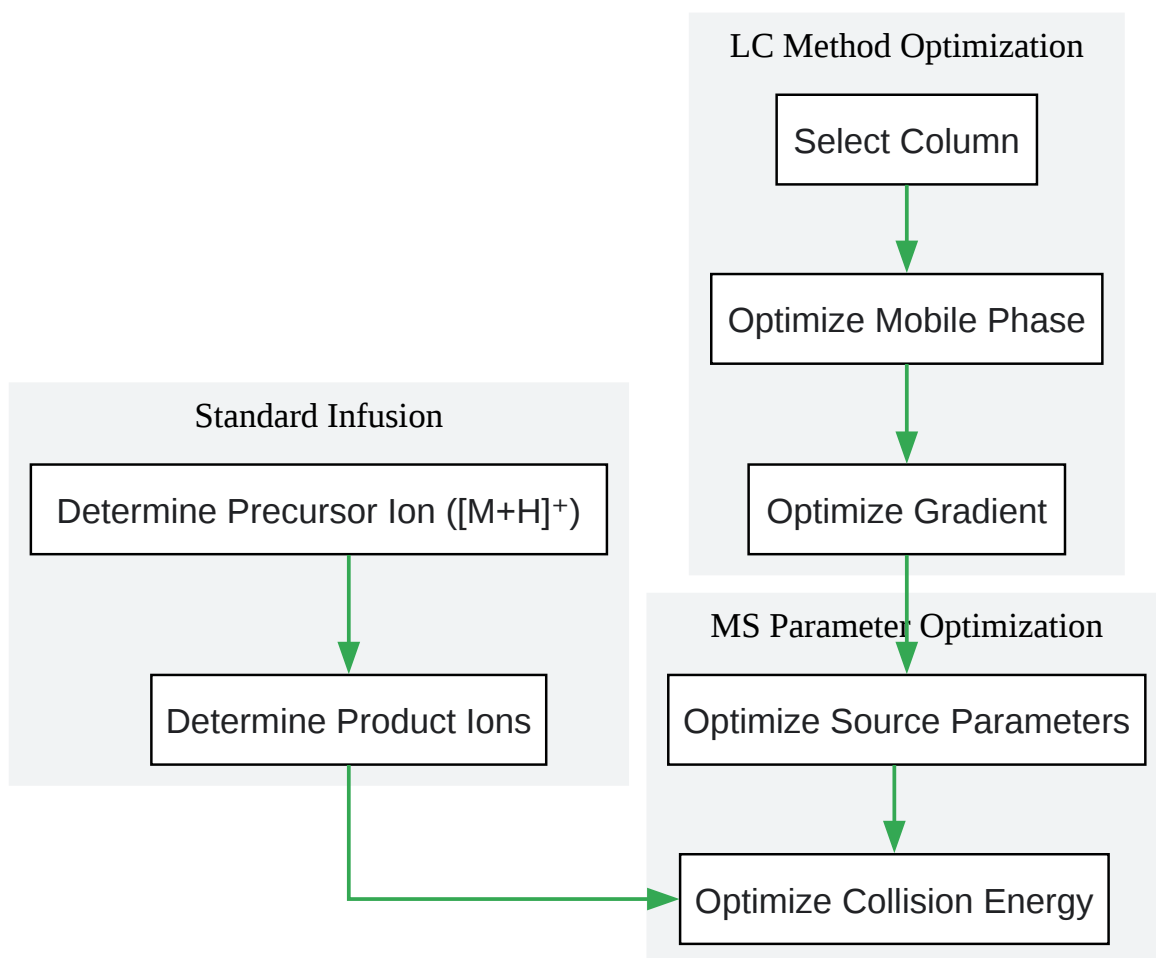 LC Method Optimization
Select Column
Optimize Mobile Phase
Optimize Gradient
Standard Infusion
Determine Precursor Ion ([M+H]⁺)
Determine Product Ions
MS Parameter Optimization
Optimize Source Parameters
Optimize Collision Energy